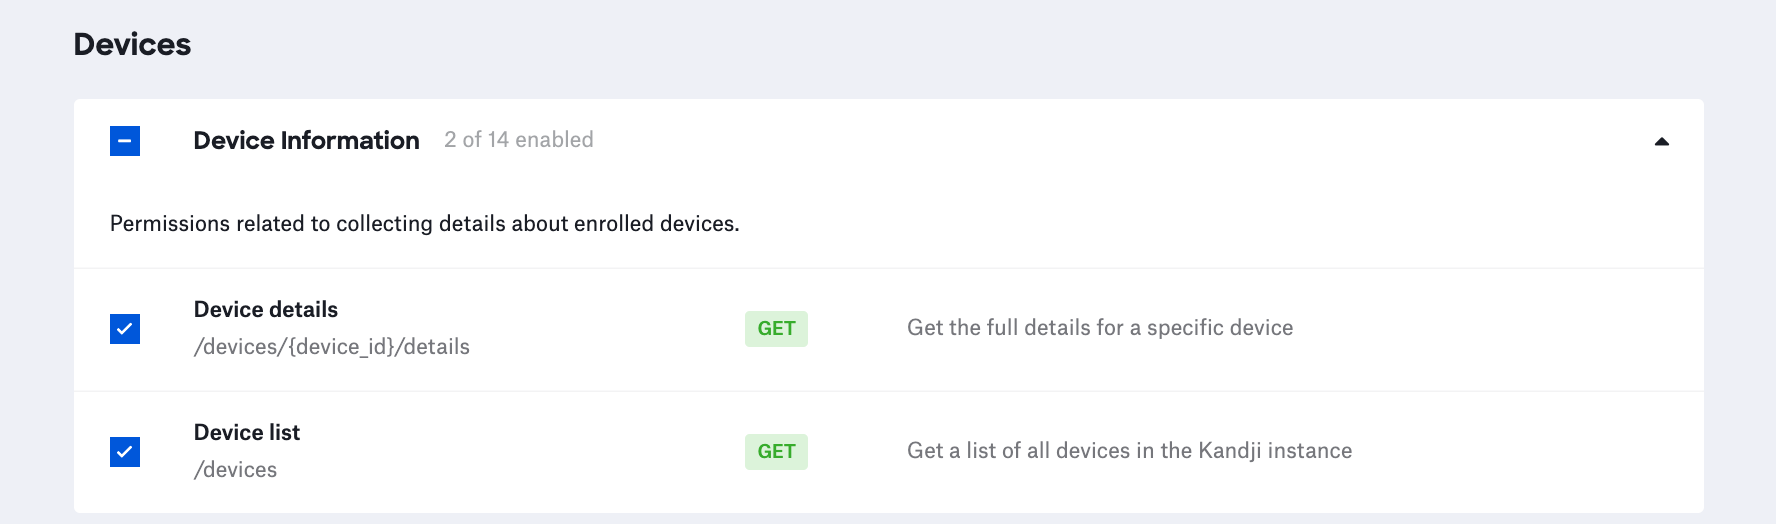 Devices
Device Information 2 of 14 enabled
Permissions related to collecting details about enrolled devices.
Device details
/devices/{device_id}/details
GET
Get the full details for a specific device
Device list
/devices
GET
Get a list of all devices in the Kandji instance